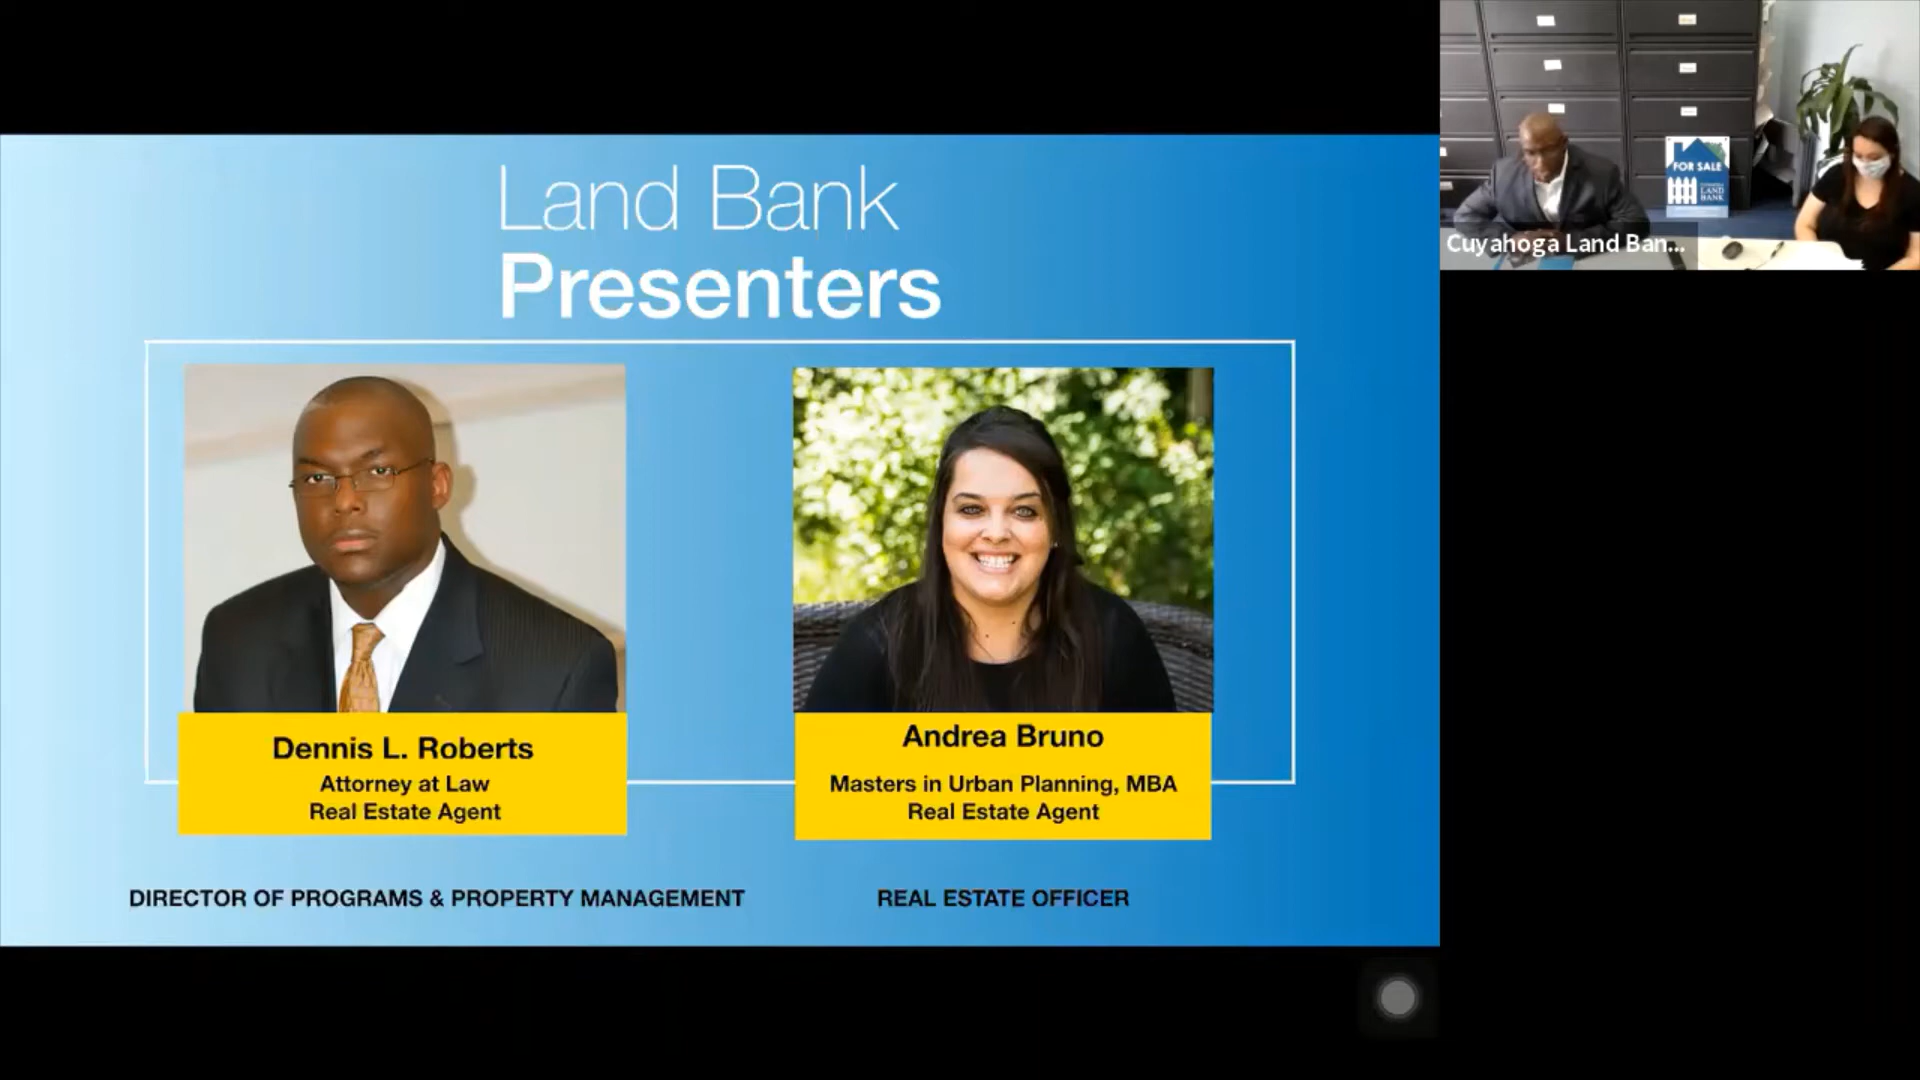 Land Bank
Presenters
Dennis L. Roberts
Attorney at Law
Real Estate Agent
Andrea Bruno
Masters in Urban Planning, MBA
Real Estate Agent
DIRECTOR OF PROGRAMS & PROPERTY MANAGEMENT
REAL ESTATE OFFICER
FOR SALE
LAND
BANK
Cuyahoga Land Ban...